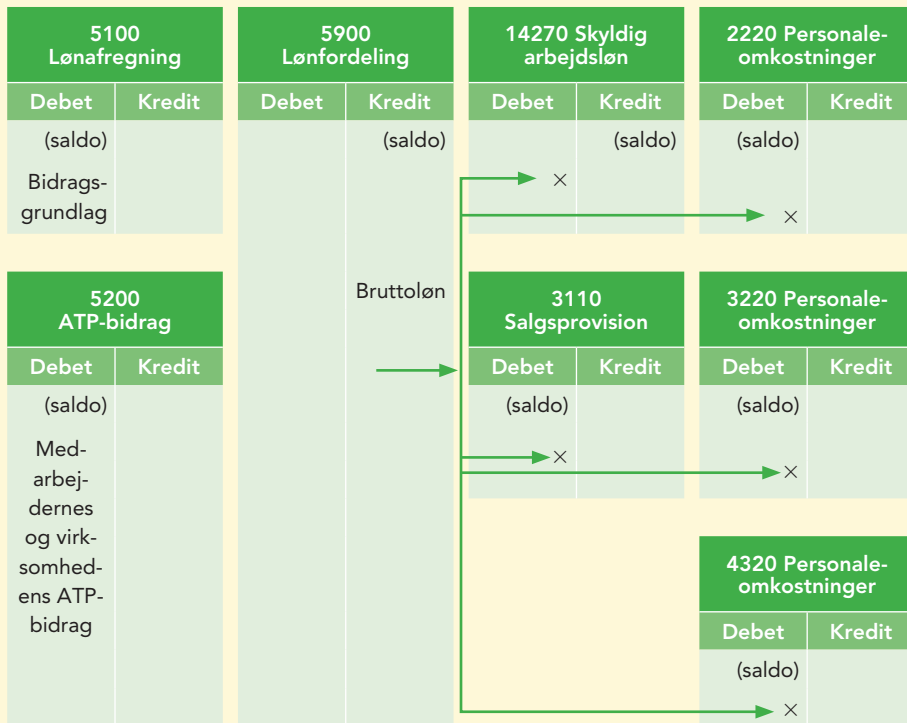 5100
Lønafregning
Debet Kredit
(saldo)
Bidrags-
grundlag
5200
ATP-bidrag
Debet Kredit
(saldo)
Med-
arbej-
dernes
og virk-
somhed-
ens ATP-
bidrag
5900
Lønfordeling
Debet Kredit
(saldo)
Bruttoløn
14270 Skyldig
arbejdsløn
Debet Kredit
(saldo)
×
2220 Personale-
omkostninger
Debet Kredit
(saldo)
×
3110
Salgsprovision
Debet Kredit
(saldo)
×
3220 Personale-
omkostninger
Debet Kredit
(saldo)
×
4320 Personale-
omkostninger
Debet Kredit
(saldo)
×